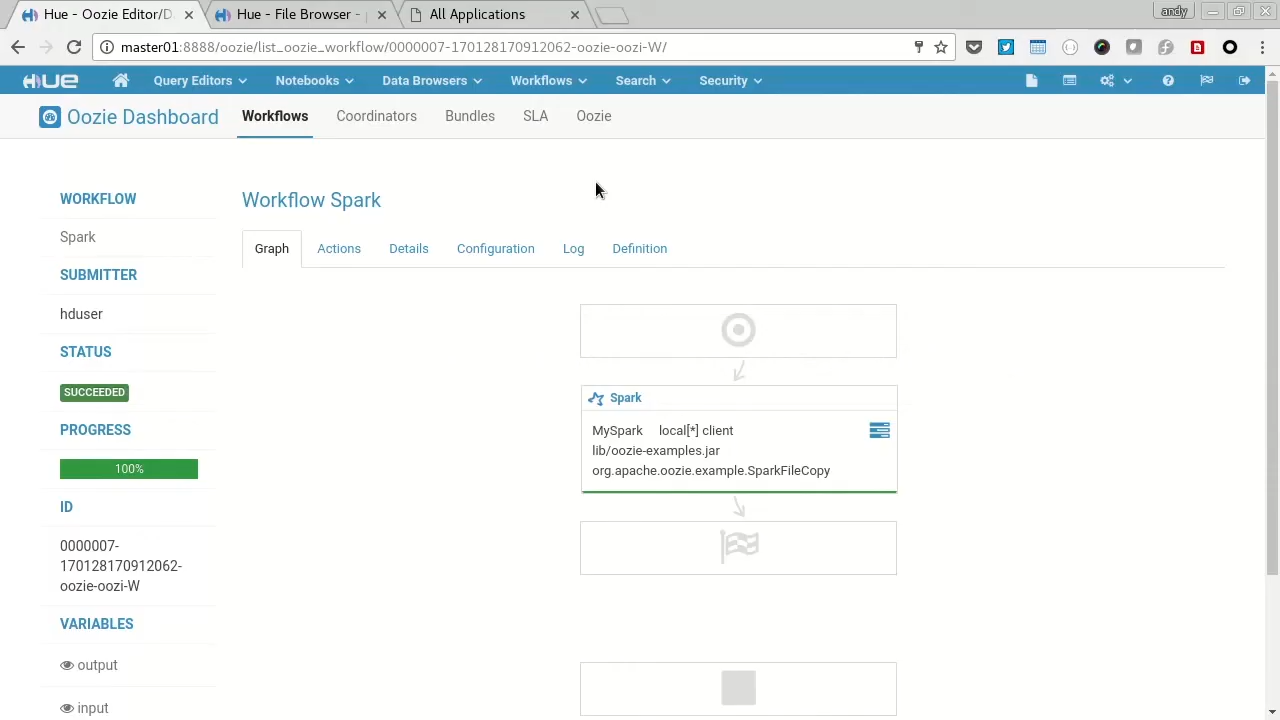 Hue - Oozie Editor/D
Hue - File Browser -
All Applications
andy
master01:8888/oozie/list_oozie_workflow/0000007-170128170912062-oozie-oozi-W/
HUE
Query Editors
Notebooks
Data Browsers
Workflows
Search
Security
Oozie Dashboard
Workflows
Coordinators
Bundles
SLA
Oozie
WORKFLOW
Spark
SUBMITTER
hduser
STATUS
SUCCEEDED
PROGRESS
100%
ID
0000007-
170128170912062-
oozie-oozi-W
VARIABLES
output
input
Workflow Spark
Graph
Actions
Details
Configuration
Log
Definition
Spark
MySpark local[*] client
lib/oozie-examples.jar
org.apache.oozie.example.SparkFileCopy